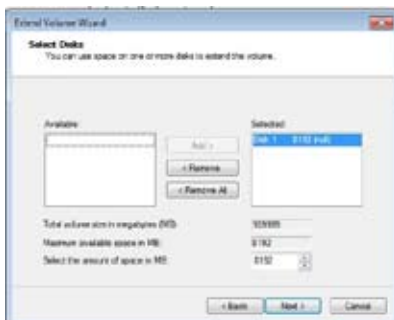 Extend Volume Wizard
Select Disks
You can use space on one or more disks to extend the volume.
Available:
Selected:
Add >
Disk 1
< Remove
< Remove All
Total volume size in megabytes (MB):
Maximum available space in MB: 8192
Select the amount of space in MB: 8192
< Back Next > Cancel